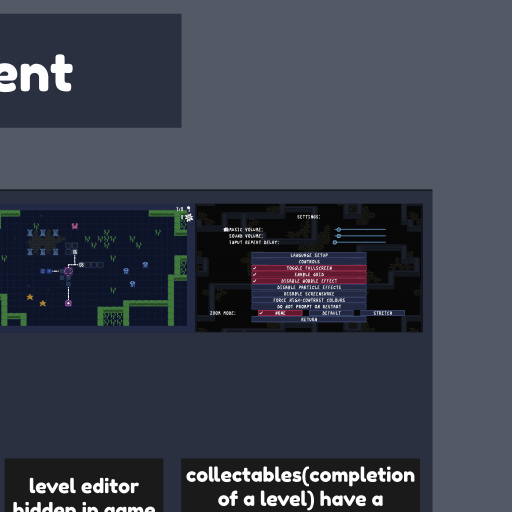 ent
SETTINGS:
MUSIC VOLUME:
SOUND VOLUME:
INPUT REPEAT DELAY:
LANGUAGE SETUP
CONTROLS
TOGGLE FULLSCREEN
ENABLE GRID
DISABLE WOBBLE EFFECT
DISABLE PARTICLE EFFECTS
DISABLE SCREENSHAKE
FORCE HIGH-CONTRAST COLOURS
DO NOT PROMPT ON RESTART
ZOOM MODE: NONE DEFAULT STRETCH
RETURN
level editor
hidden in game
collectables(completion
of a level) have a